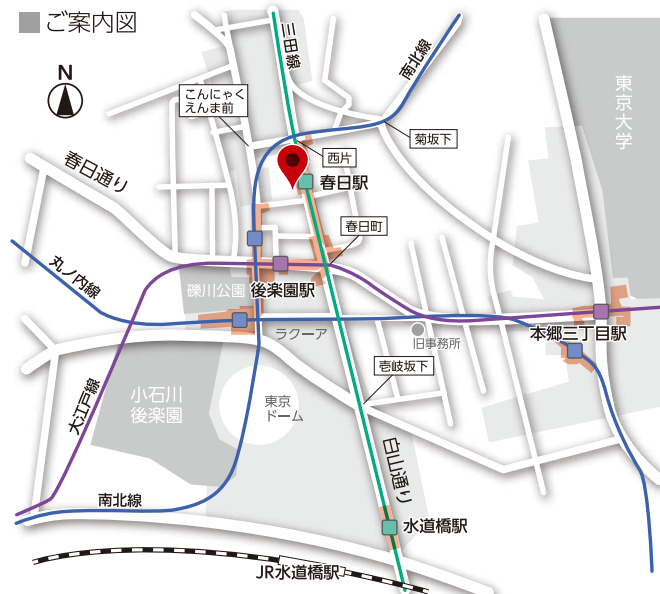 ご案内図
N
三田線
南北線
こんにゃく
えんま前
菊坂下
東京大学
西片
春日駅
春日通り
春日町
丸ノ内線
礫川公園
後楽園駅
ラクーア
旧事務所
本郷三丁目駅
壱岐坂下
大江戸線
小石川
後楽園
東京
ドーム
白山通り
南北線
水道橋駅
JR水道橋駅